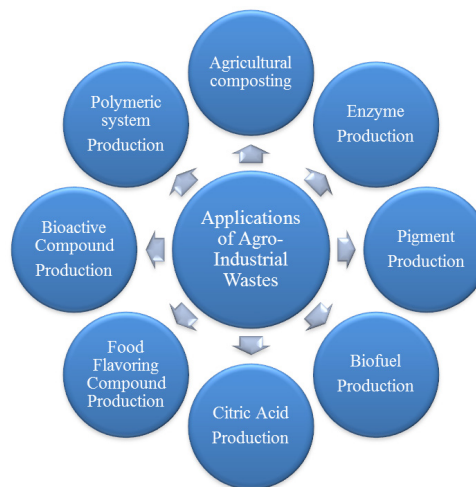 Agricultural
composting
Enzyme
Production
Pigment
Production
Biofuel
Production
Citric Acid
Production
Food
Flavoring
Compound
Production
Bioactive
Compound
Production
Polymeric
system
Production
Applications
of Agro-
Industrial
Wastes